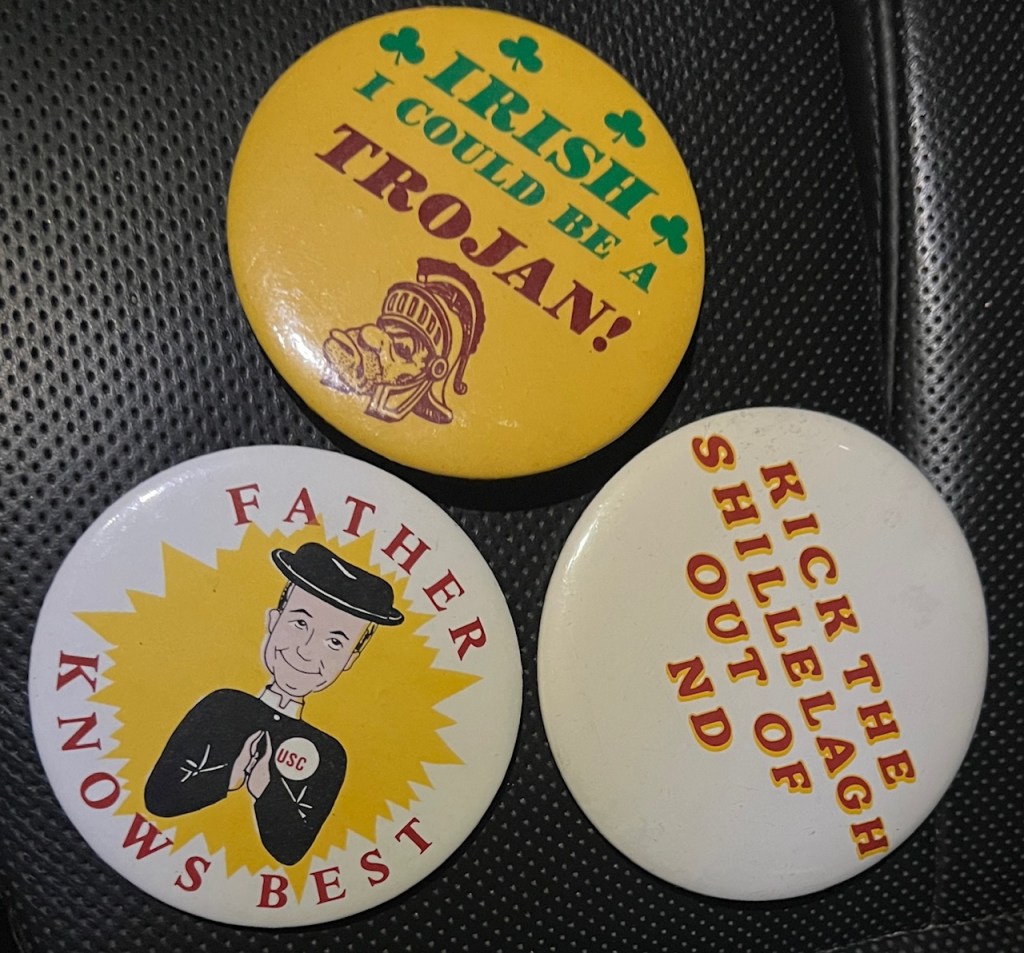 IRISH
I COULD BE A
TROJAN!
FATHER
KNOWS BEST
USC
KICK THE
SHILLELAGH
OUT OF
ND